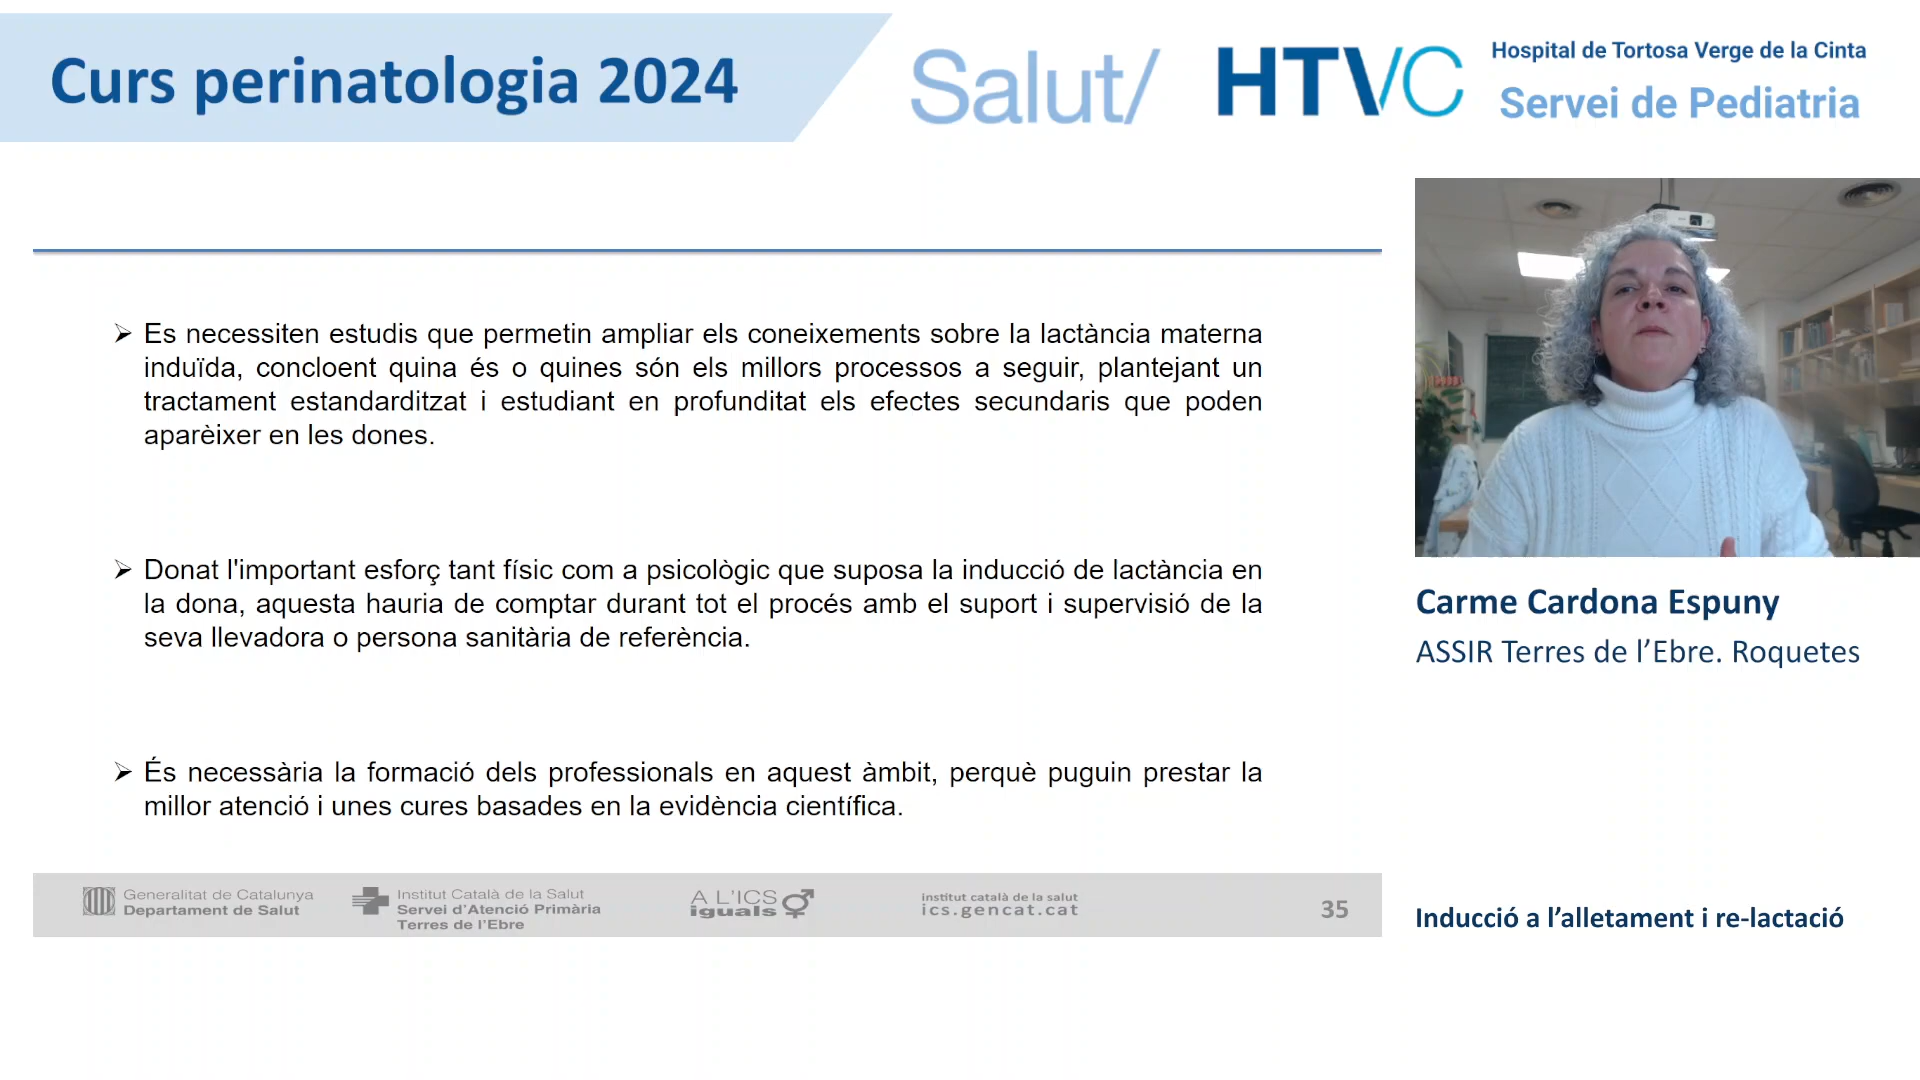 Curs perinatologia 2024
Salut/
HTVC
Hospital de Tortosa Verge de la Cinta
Servei de Pediatria
➢ Es necessiten estudis que permetin ampliar els coneixements sobre la lactància materna
induïda, concloent quina és o quines són els millors processos a seguir, plantejant un
tractament estandarditzat i estudiant en profunditat els efectes secundaris que poden
aparèixer en les dones.
➢ Donat l'important esforç tant físic com a psicològic que suposa la inducció de lactància en
la dona, aquesta hauria de comptar durant tot el procés amb el suport i supervisió de la
seva llevadora o persona sanitària de referència.
➢ És necessària la formació dels professionals en aquest àmbit, perquè puguin prestar la
millor atenció i unes cures basades en la evidència científica.
Generalitat de Catalunya
Departament de Salut
Institut Català de la Salut
Servei d'Atenció Primària
Terres de l'Ebre
A L'ICS
iguals
institut català de la salut
ics.gencat.cat
35
Carme Cardona Espuny
ASSIR Terres de l’Ebre. Roquetes
Inducció a l’alletament i re-lactació